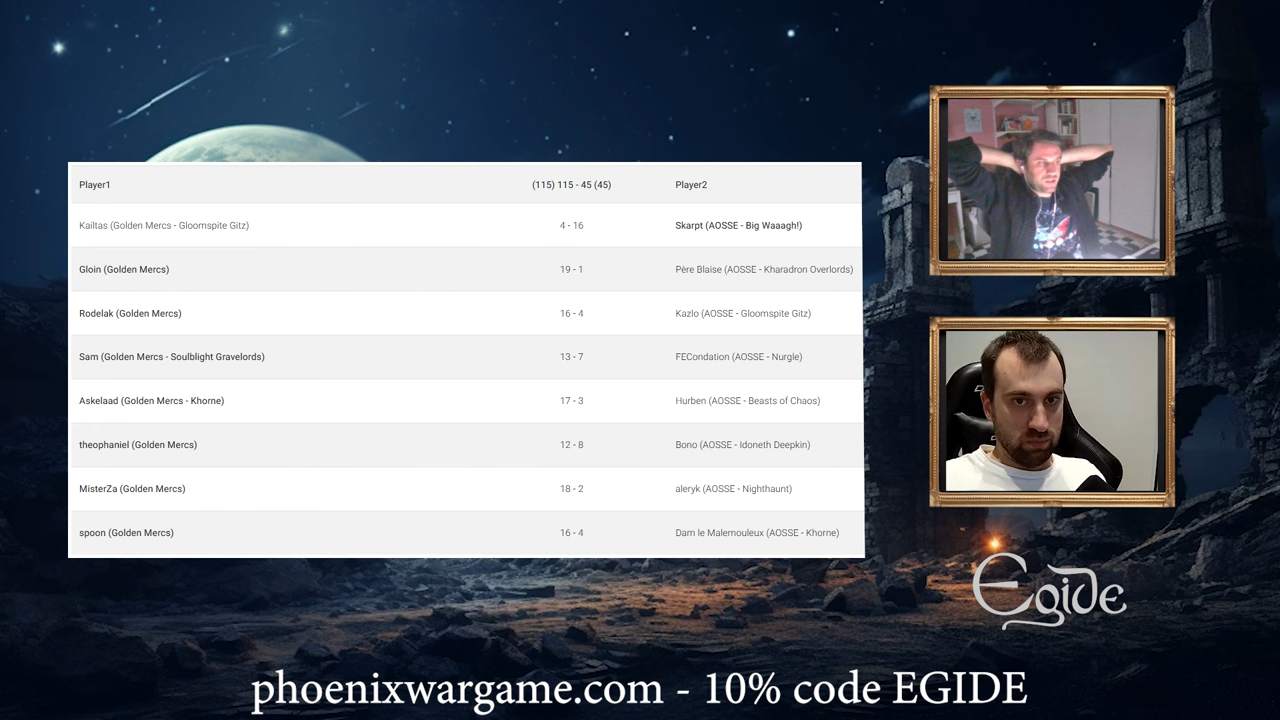 Player1 (115) 115 - 45 (45) Player2
Kailtas (Golden Mercs - Gloomspite Gitz) 4 - 16 Skarpt (AOSSE - Big Waaagh!)
Gloin (Golden Mercs) 19 - 1 Père Blaise (AOSSE - Kharadron Overlords)
Rodelak (Golden Mercs) 16 - 4 Kazlo (AOSSE - Gloomspite Gitz)
Sam (Golden Mercs - Soulblight Gravelords) 13 - 7 FECondation (AOSSE - Nurgle)
Askelaad (Golden Mercs - Khorne) 17 - 3 Hurben (AOSSE - Beasts of Chaos)
theophaniel (Golden Mercs) 12 - 8 Bono (AOSSE - Idoneth Deepkin)
MisterZa (Golden Mercs) 18 - 2 aleryk (AOSSE - Nighthaunt)
spoon (Golden Mercs) 16 - 4 Dam le Malemouleux (AOSSE - Khorne)
Egide
phoenixwargame.com - 10% code EGIDE